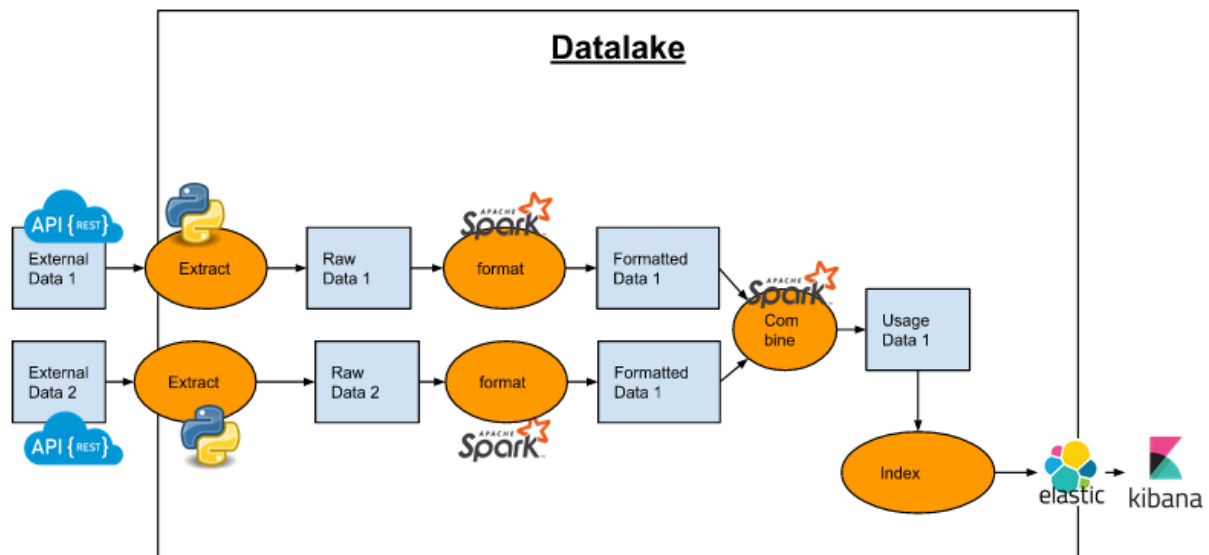 Datalake
API {REST}
External
Data 1
Extract
Raw
Data 1
APACHE
Spark
format
Formatted
Data 1
APACHE
Spark
Com
bine
Usage
Data 1
External
Data 2
API {REST}
Extract
Raw
Data 2
format
APACHE
Spark
Formatted
Data 1
Index
elastic
kibana